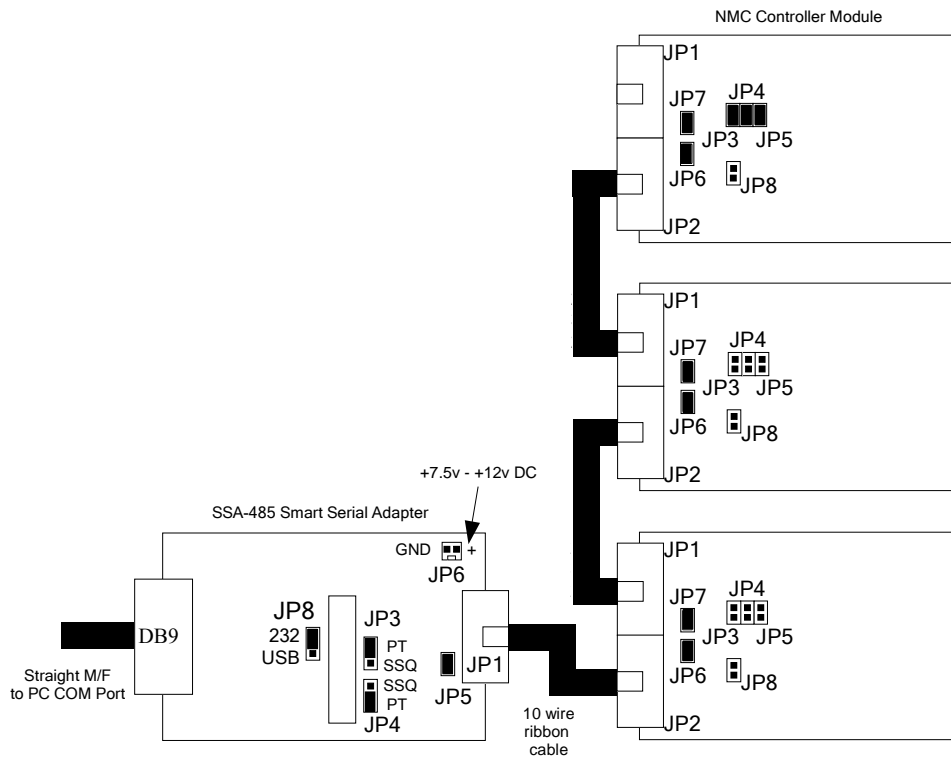 NMC Controller Module
JP1
JP7
JP4
JP3 JP5
JP6
JP8
JP2
JP1
JP7
JP4
JP3 JP5
JP6
JP8
JP2
+7.5v - +12v DC
SSA-485 Smart Serial Adapter
GND +
JP6
JP1
JP7
JP4
JP3 JP5
JP6
JP8
JP2
DB9
JP8
232
USB
JP3
PT
SSQ
SSQ
PT
JP4
JP5
JP1
Straight M/F
to PC COM Port
10 wire
ribbon
cable